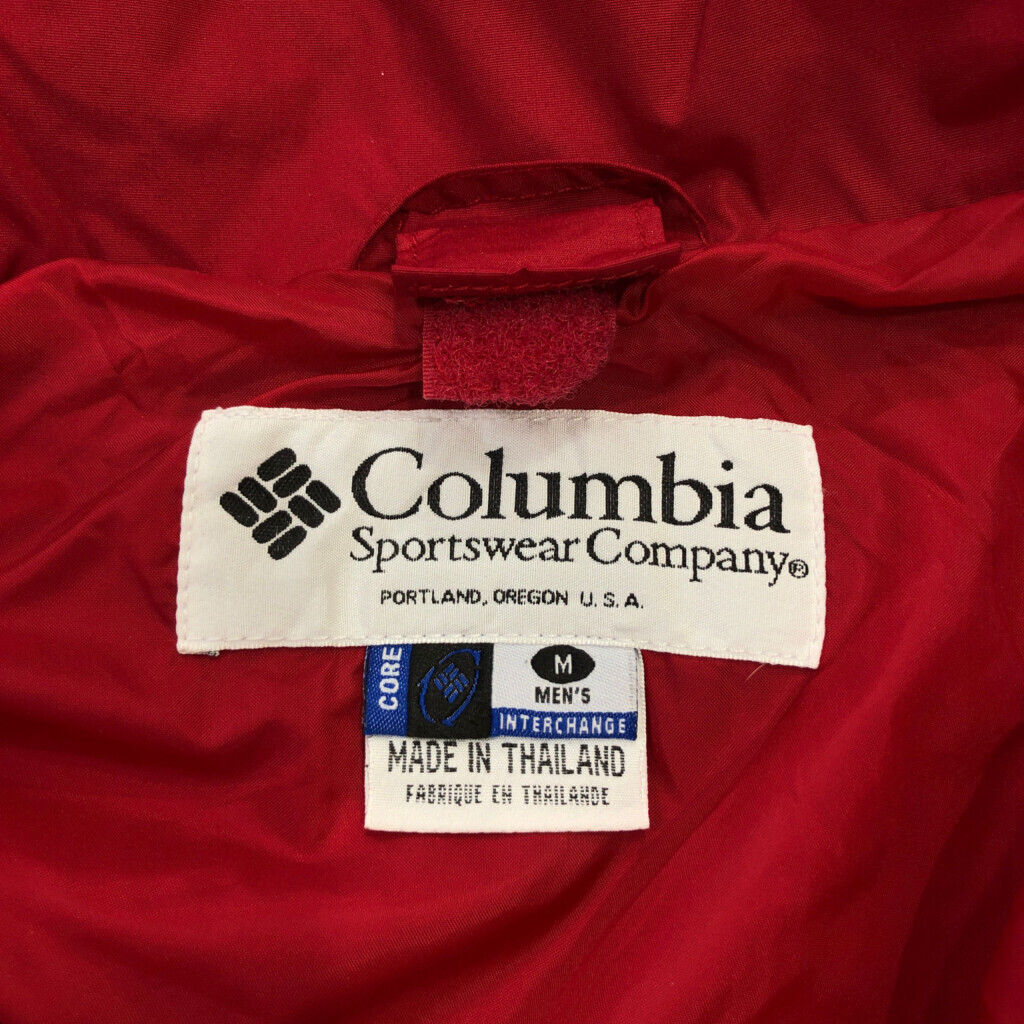 Columbia
Sportswear Company®
PORTLAND, OREGON U.S.A.
CORE
M
MEN'S
INTERCHANGE
MADE IN THAILAND
FABRIQUE EN THAILANDE